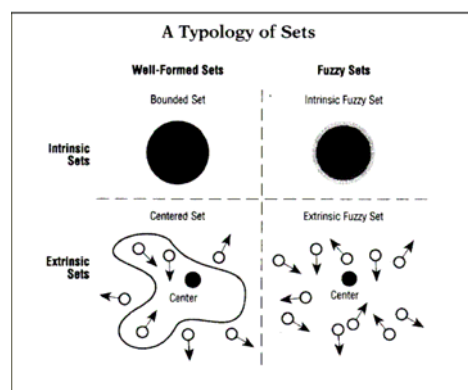 A Typology of Sets
Well-Formed Sets
Fuzzy Sets
Bounded Set
Intrinsic Fuzzy Set
Intrinsic
Sets
Centered Set
Extrinsic Fuzzy Set
Extrinsic
Sets
Center
Center